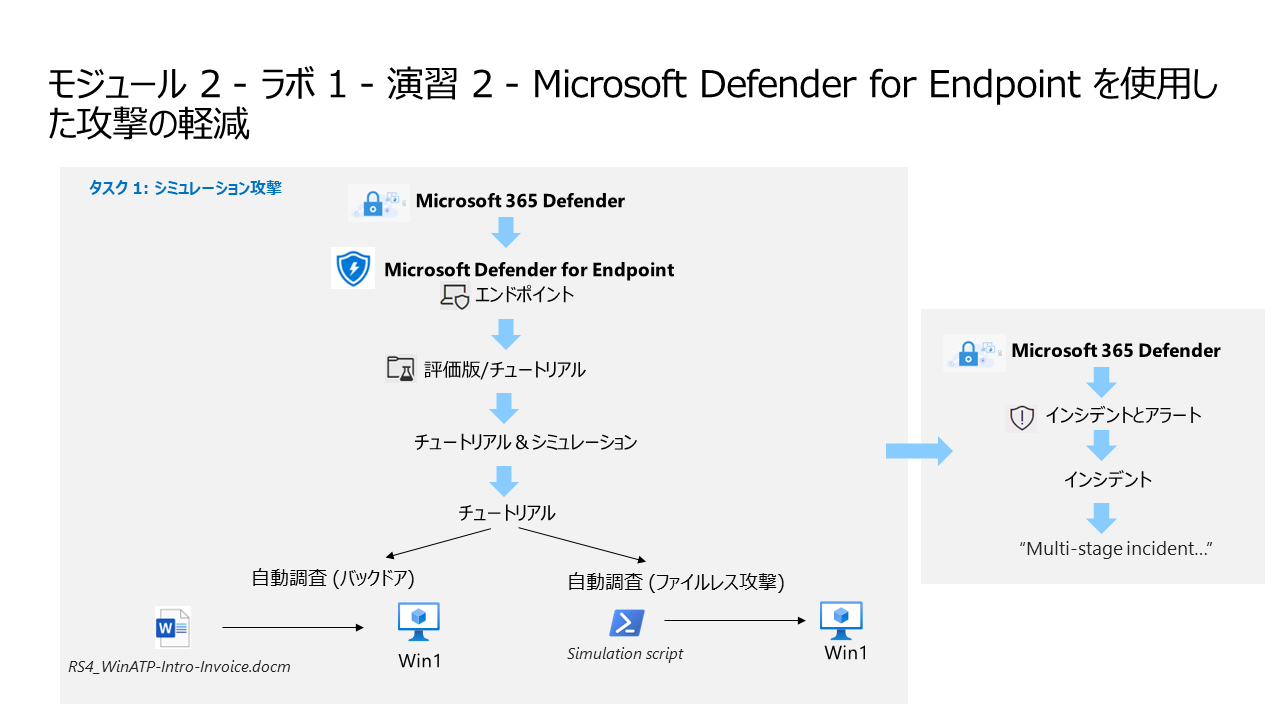 モジュール 2 - ラボ 1 - 演習 2 - Microsoft Defender for Endpoint を使用し
た攻撃の軽減
タスク 1: シミュレーション攻撃
Microsoft 365 Defender
Microsoft Defender for Endpoint
エンドポイント
評価版/チュートリアル
チュートリアル & シミュレーション
チュートリアル
自動調査 (バックドア)
自動調査 (ファイルレス攻撃)
W
Win1
Win1
RS4_WinATP-Intro-Invoice.docm
Simulation script
Microsoft 365 Defender
インシデントとアラート
インシデント
“Multi-stage incident...”